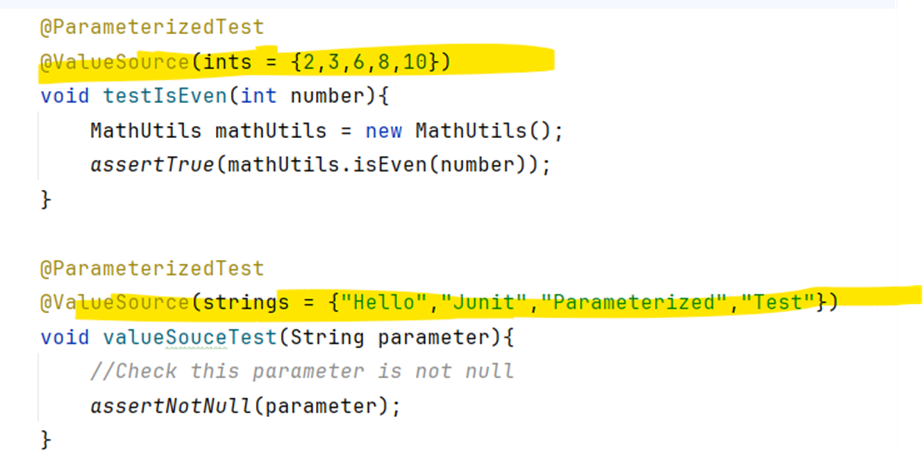 @ParameterizedTest
@ValueSource(ints = {2,3,6,8,10})
void testIsEven(int number){
    MathUtils mathUtils = new MathUtils();
    assertTrue(mathUtils.isEven(number));
}

@ParameterizedTest
@ValueSource(strings = {"Hello","Junit","Parameterized","Test"})
void valueSouceTest(String parameter){
    //Check this parameter is not null
    assertNotNull(parameter);
}